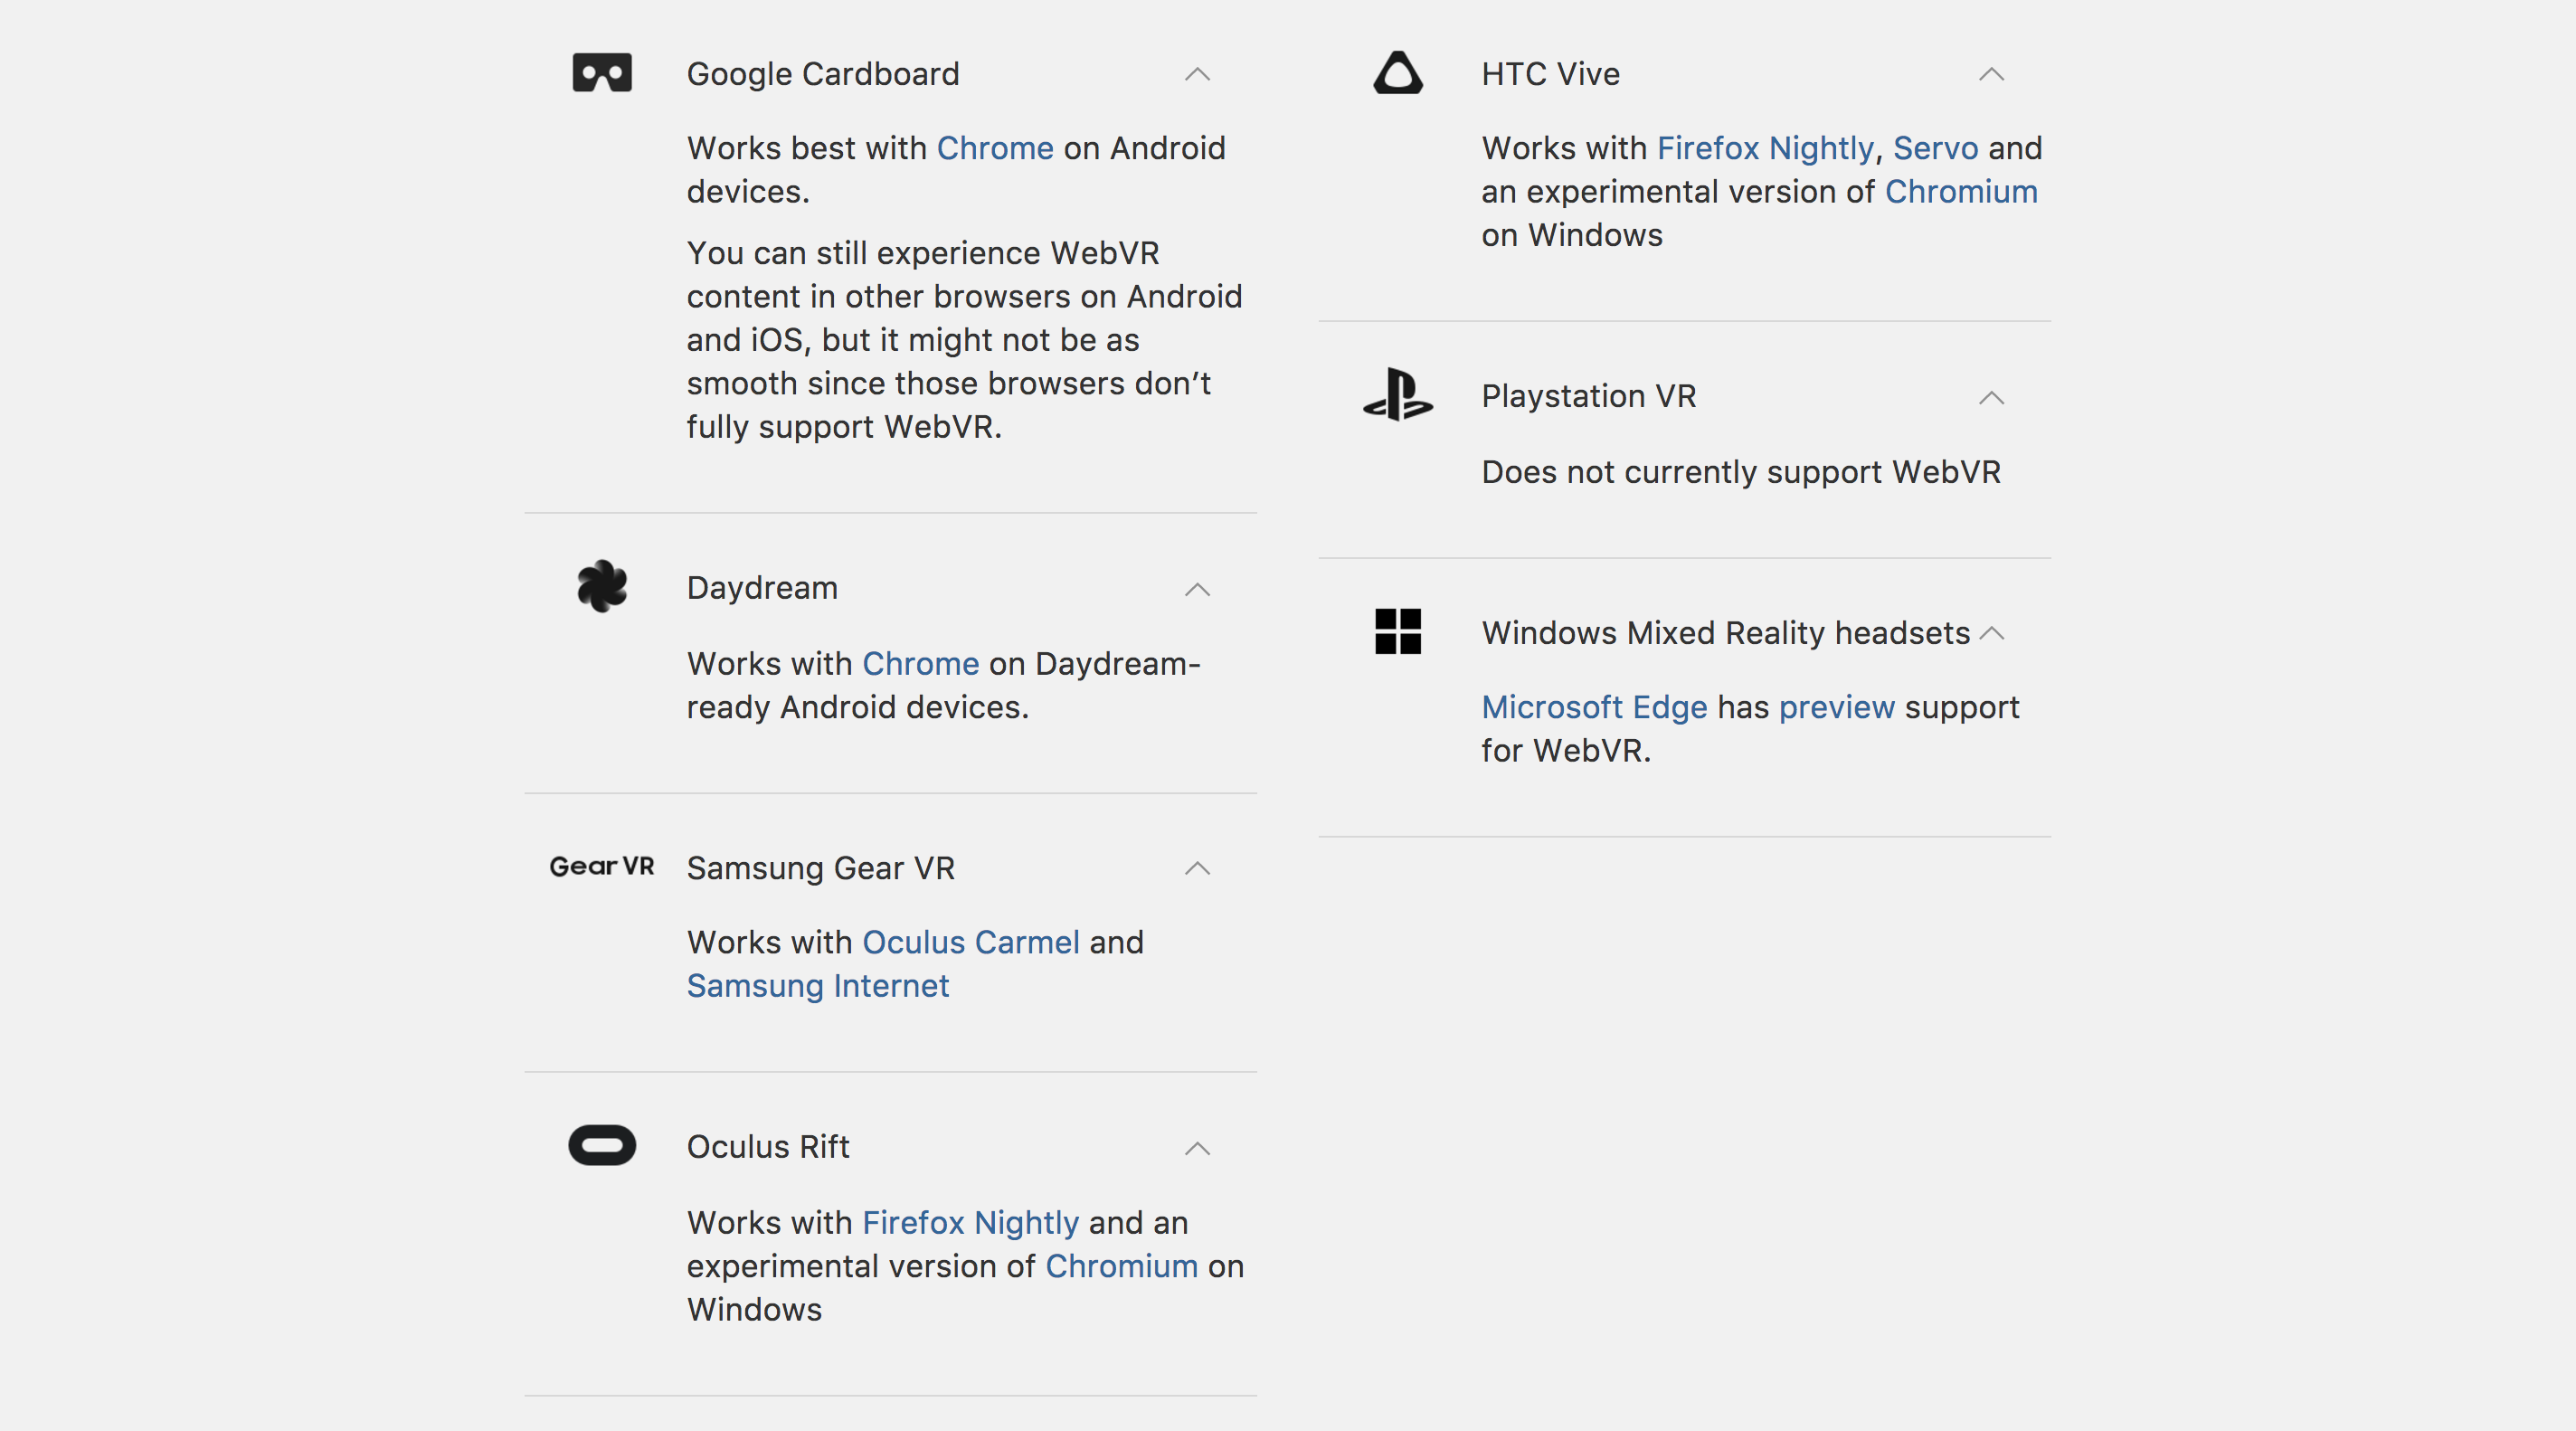 Google Cardboard
Works best with Chrome on Android
devices.
You can still experience WebVR
content in other browsers on Android
and iOS, but it might not be as
smooth since those browsers don’t
fully support WebVR.
Daydream
Works with Chrome on Daydream-
ready Android devices.
Gear VR
Samsung Gear VR
Works with Oculus Carmel and
Samsung Internet
Oculus Rift
Works with Firefox Nightly and an
experimental version of Chromium on
Windows
HTC Vive
Works with Firefox Nightly, Servo and
an experimental version of Chromium
on Windows
Playstation VR
Does not currently support WebVR
Windows Mixed Reality headsets
Microsoft Edge has preview support
for WebVR.